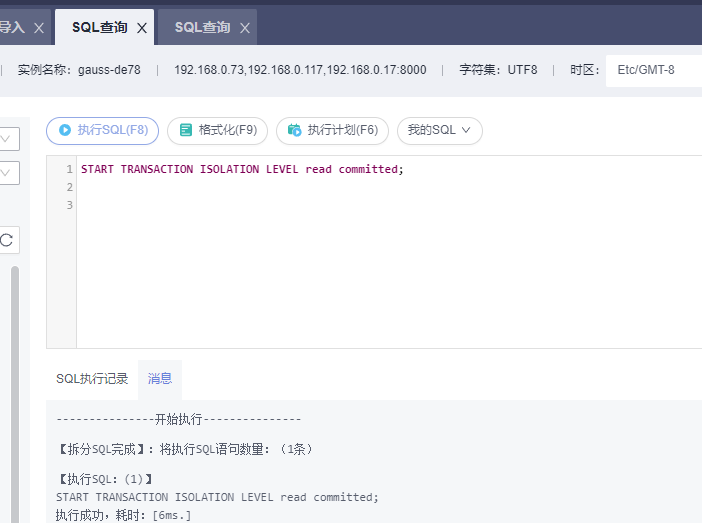 导入 X SQL查询 X SQL查询 X
实例名称：gauss-de78 | 192.168.0.73,192.168.0.117,192.168.0.17:8000 | 字符集：UTF8 | 时区： Etc/GMT-8
执行SQL(F8) 格式化(F9) 执行计划(F6) 我的SQL
1 START TRANSACTION ISOLATION LEVEL read committed;
2
3
SQL执行记录 消息
---------------开始执行---------------
【拆分SQL完成】：将执行SQL语句数量：（1条）
【执行SQL：(1)】
START TRANSACTION ISOLATION LEVEL read committed;
执行成功，耗时：[6ms.]